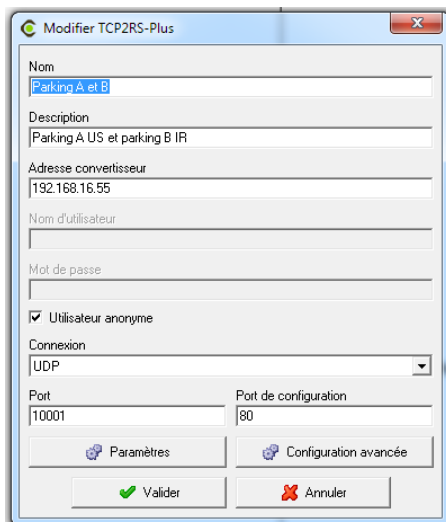 Modifier TCP2RS-Plus
Nom
Parking A et B
Description
Parking A US et parking B IR
Adresse convertisseur
192.168.16.55
Nom d'utilisateur
Mot de passe
Utilisateur anonyme
Connexion
UDP
Port Port de configuration
10001 80
Paramètres Configuration avancée
Valider Annuler